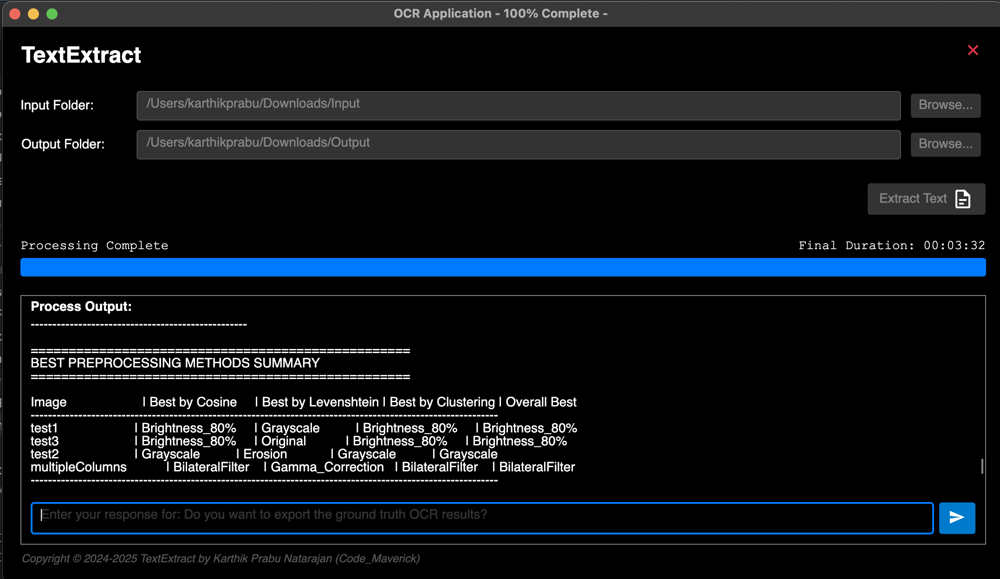 OCR Application - 100% Complete -
TextExtract
Input Folder: /Users/karthikprabu/Downloads/Input Browse...
Output Folder: /Users/karthikprabu/Downloads/Output Browse...
Extract Text
Processing Complete Final Duration: 00:03:32
Process Output:
--------------------------------------------------
==================================================
BEST PREPROCESSING METHODS SUMMARY
==================================================
Image | Best by Cosine | Best by Levenshtein | Best by Clustering | Overall Best
------------------------------------------------------------------------------------------------------------
test1 | Brightness_80% | Grayscale | Brightness_80% | Brightness_80%
test3 | Brightness_80% | Original | Brightness_80% | Brightness_80%
test2 | Grayscale | Erosion | Grayscale | Grayscale
multipleColumns | BilateralFilter | Gamma_Correction | BilateralFilter | BilateralFilter
------------------------------------------------------------------------------------------------------------
Enter your response for: Do you want to export the ground truth OCR results?
Copyright © 2024-2025 TextExtract by Karthik Prabu Natarajan (Code_Maverick)